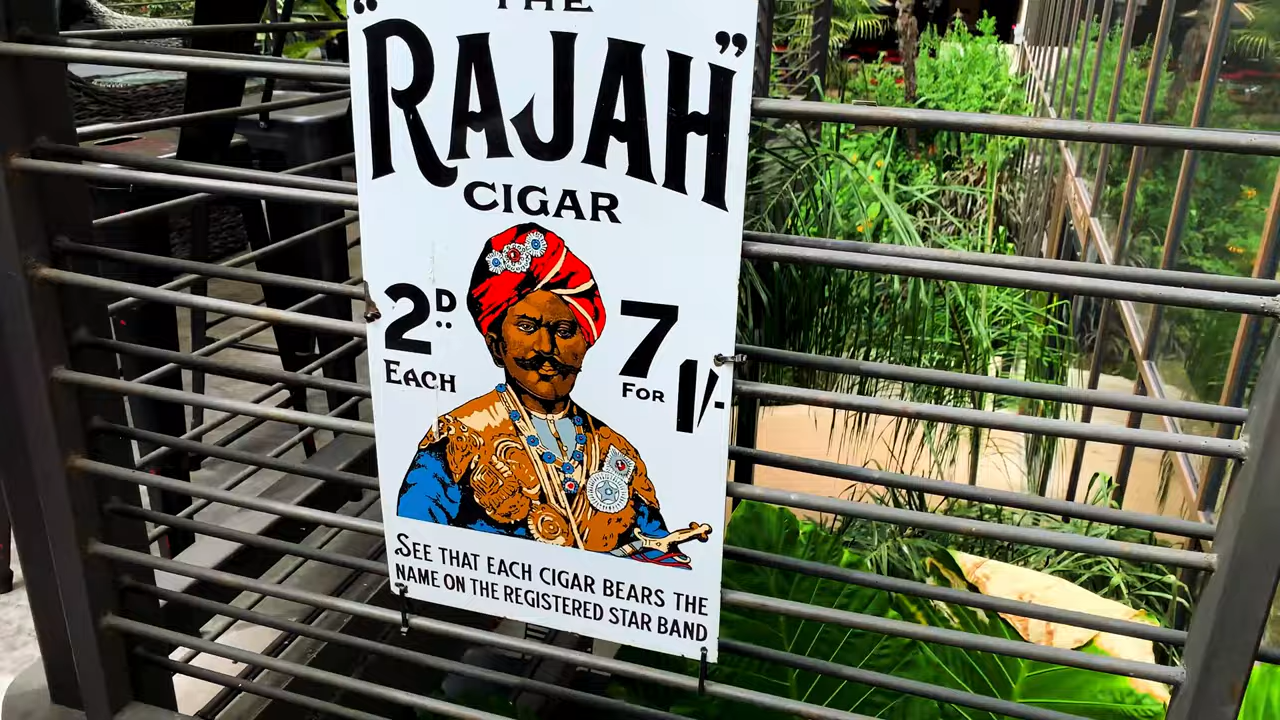 THE
"RAJAH"
CIGAR
2D
EACH
7
FOR 1/-
SEE THAT EACH CIGAR BEARS THE
NAME ON THE REGISTERED STAR BAND